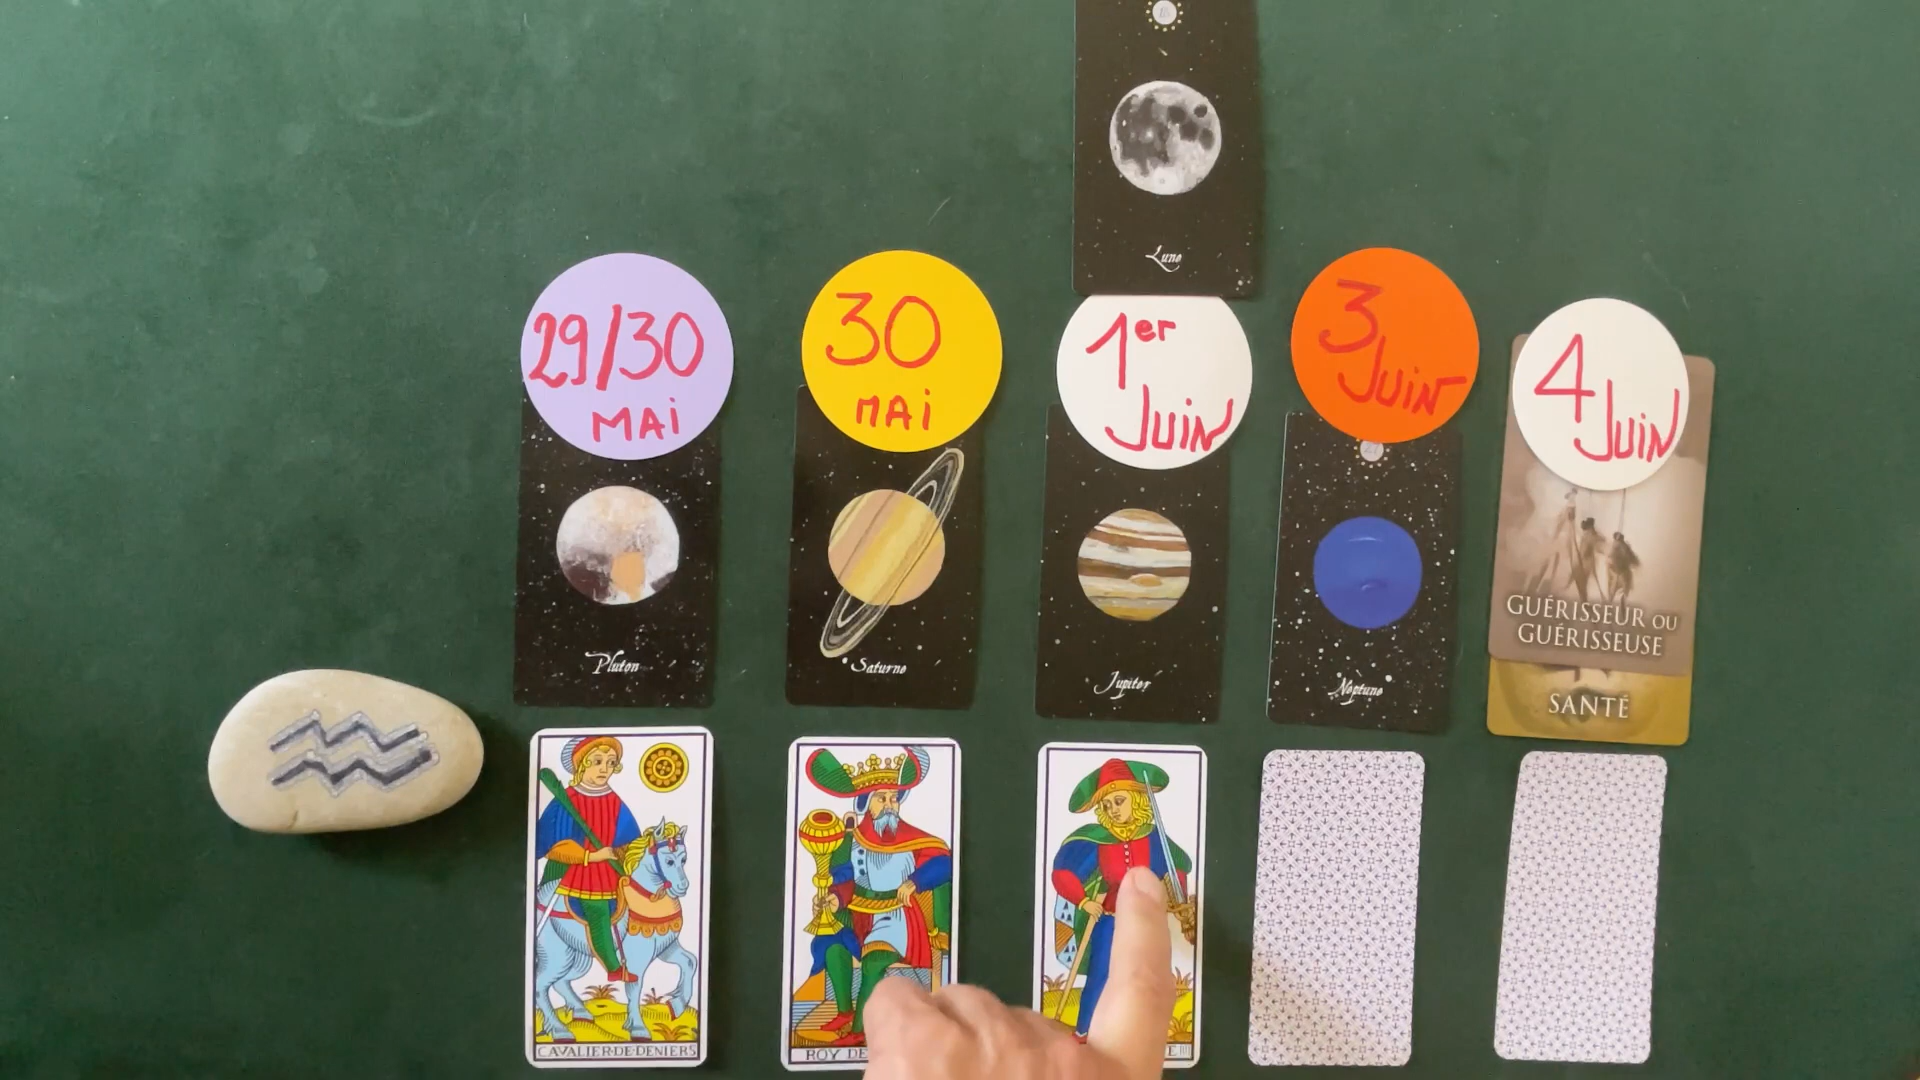 Lune
29/30
MAI
30
MAI
1er
JUIN
3
JUIN
4
JUIN
Pluton
Saturne
Jupiter
Neptune
GUÉRISSEUR OU
GUÉRISSEUSE
SANTÉ
CAVALIER·DE·DENIERS
ROY DE